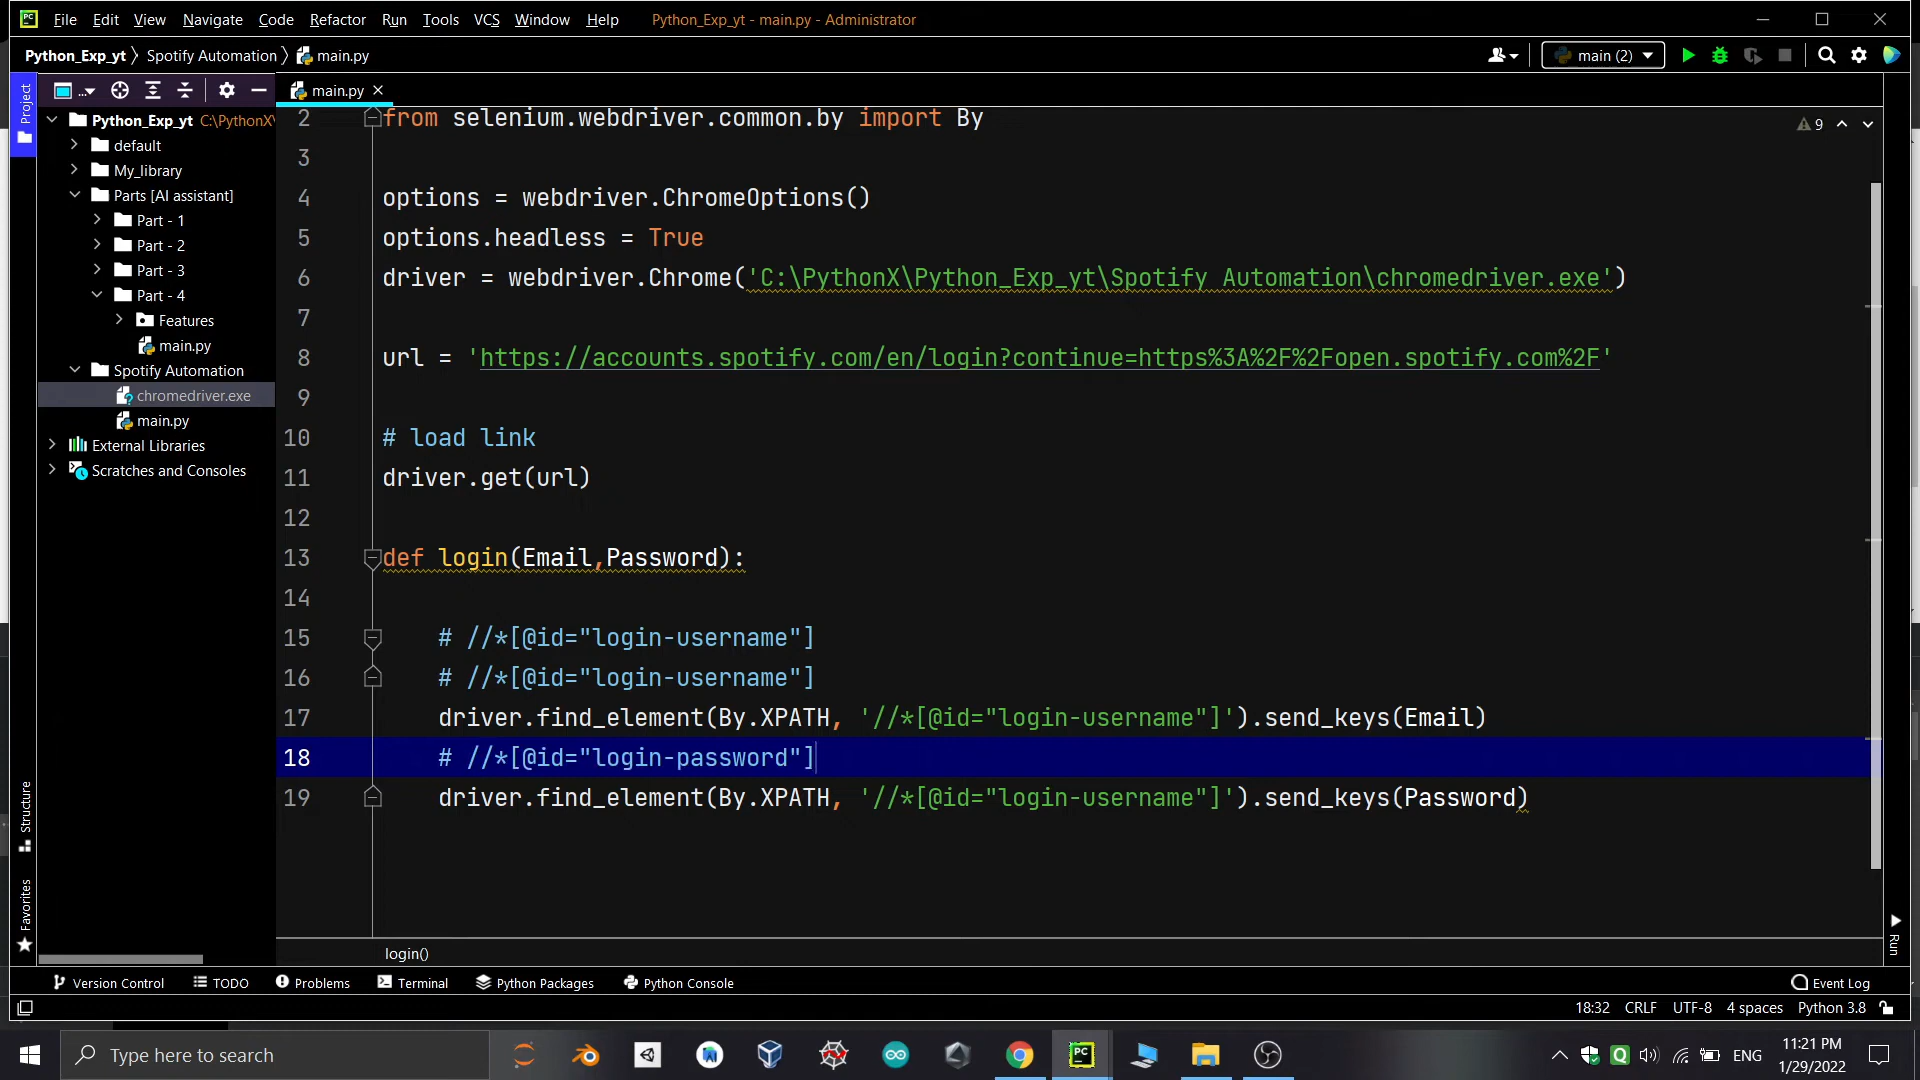 PC File Edit View Navigate Code Refactor Run Tools VCS Window Help Python_Exp_yt - main.py - Administrator
Python_Exp_yt Spotify Automation main.py main (2)
Project
...
main.py
Python_Exp_yt C:\PythonX\
default
My_library
Parts [AI assistant]
Part - 1
Part - 2
Part - 3
Part - 4
Features
main.py
Spotify Automation
chromedriver.exe
main.py
External Libraries
Scratches and Consoles
9
2 from selenium.webdriver.common.by import By
3
4 options = webdriver.ChromeOptions()
5 options.headless = True
6 driver = webdriver.Chrome('C:\PythonX\Python_Exp_yt\Spotify Automation\chromedriver.exe')
7
8 url = 'https://accounts.spotify.com/en/login?continue=https%3A%2F%2Fopen.spotify.com%2F'
9
10 # load link
11 driver.get(url)
12
13 def login(Email,Password):
14
15 # //*[@id="login-username"]
16 # //*[@id="login-username"]
17 driver.find_element(By.XPATH, '//*[@id="login-username"]').send_keys(Email)
18 # //*[@id="login-password"]
19 driver.find_element(By.XPATH, '//*[@id="login-username"]').send_keys(Password)
Structure
Favorites
Run
login()
Version Control TODO Problems Terminal Python Packages Python Console Event Log
18:32 CRLF UTF-8 4 spaces Python 3.8
Type here to search
PC
ENG
11:21 PM
1/29/2022